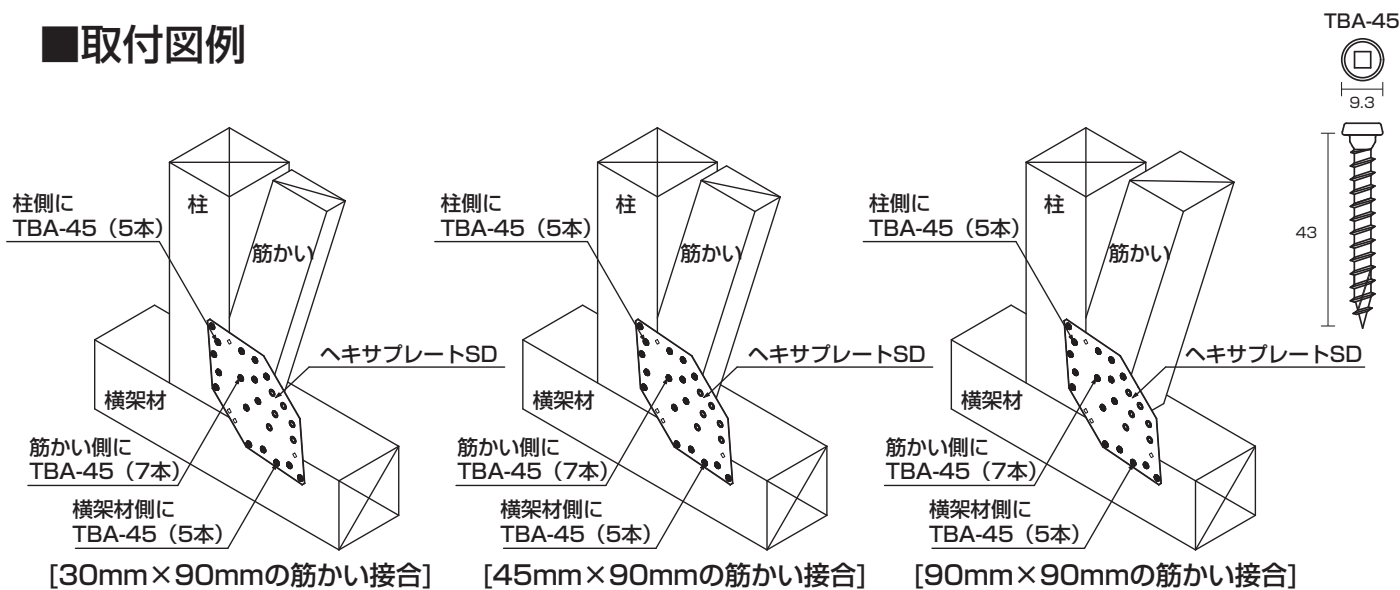 ■取付図例
TBA-45
9.3
43
柱側に
TBA-45（5本）
柱
筋かい
ヘキサプレートSD
横架材
筋かい側に
TBA-45（7本）
横架材側に
TBA-45（5本）
[30mm×90mmの筋かい接合]
柱側に
TBA-45（5本）
柱
筋かい
ヘキサプレートSD
横架材
筋かい側に
TBA-45（7本）
横架材側に
TBA-45（5本）
[45mm×90mmの筋かい接合]
柱側に
TBA-45（5本）
柱
筋かい
ヘキサプレートSD
横架材
筋かい側に
TBA-45（7本）
横架材側に
TBA-45（5本）
[90mm×90mmの筋かい接合]